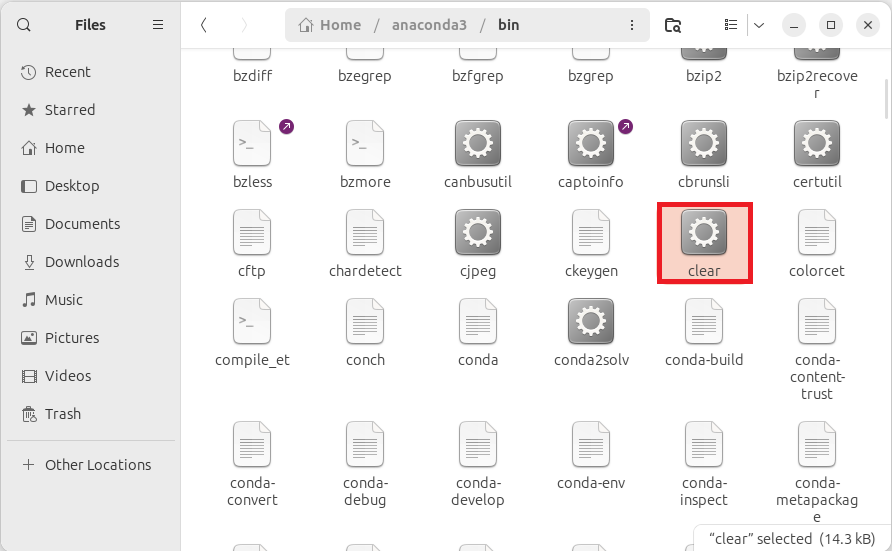 Files
Home / anaconda3 / bin
Recent
Starred
Home
Desktop
Documents
Downloads
Music
Pictures
Videos
Trash
Other Locations
bzdiff bzegrep bzfgrep bzgrep bzip2 bzip2recove
r
>_ >_
bzless bzmore canbusutil captoinfo cbrunsli certutil
cftp chardetect cjpeg ckeygen clear colorcet
>_
compile_et conch conda conda2solv conda-build conda-
content-
trust
conda- conda- conda- conda-env conda- conda-
convert debug develop inspect metapackag
e
“clear” selected (14.3 kB)